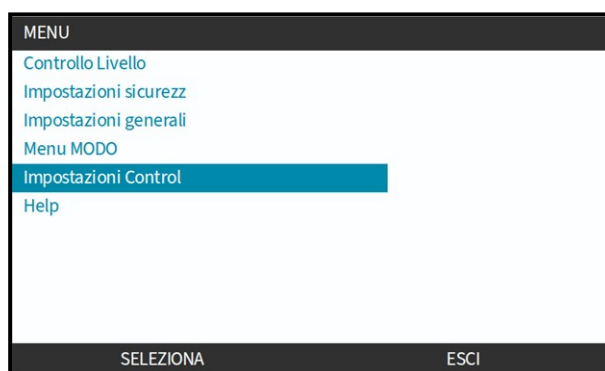 MENU
Controllo Livello
Impostazioni sicurezz
Impostazioni generali
Menu MODO
Impostazioni Control
Help
SELEZIONA ESCI